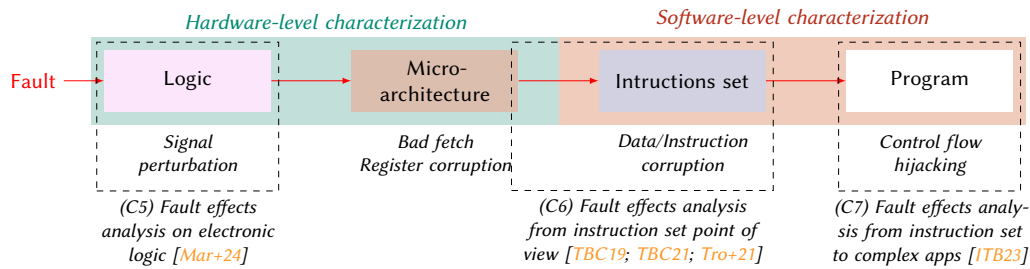 Hardware-level characterization
Software-level characterization
Fault
Logic
Micro-
architecture
Intructions set
Program
Signal
perturbation
Bad fetch
Register corruption
Data/Instruction
corruption
Control flow
hijacking
(C5) Fault effects
analysis on electronic
logic [Mar+24]
(C6) Fault effects analysis
from instruction set point of
view [TBC19; TBC21; Tro+21]
(C7) Fault effects analy-
sis from instruction set
to complex apps [ITB23]